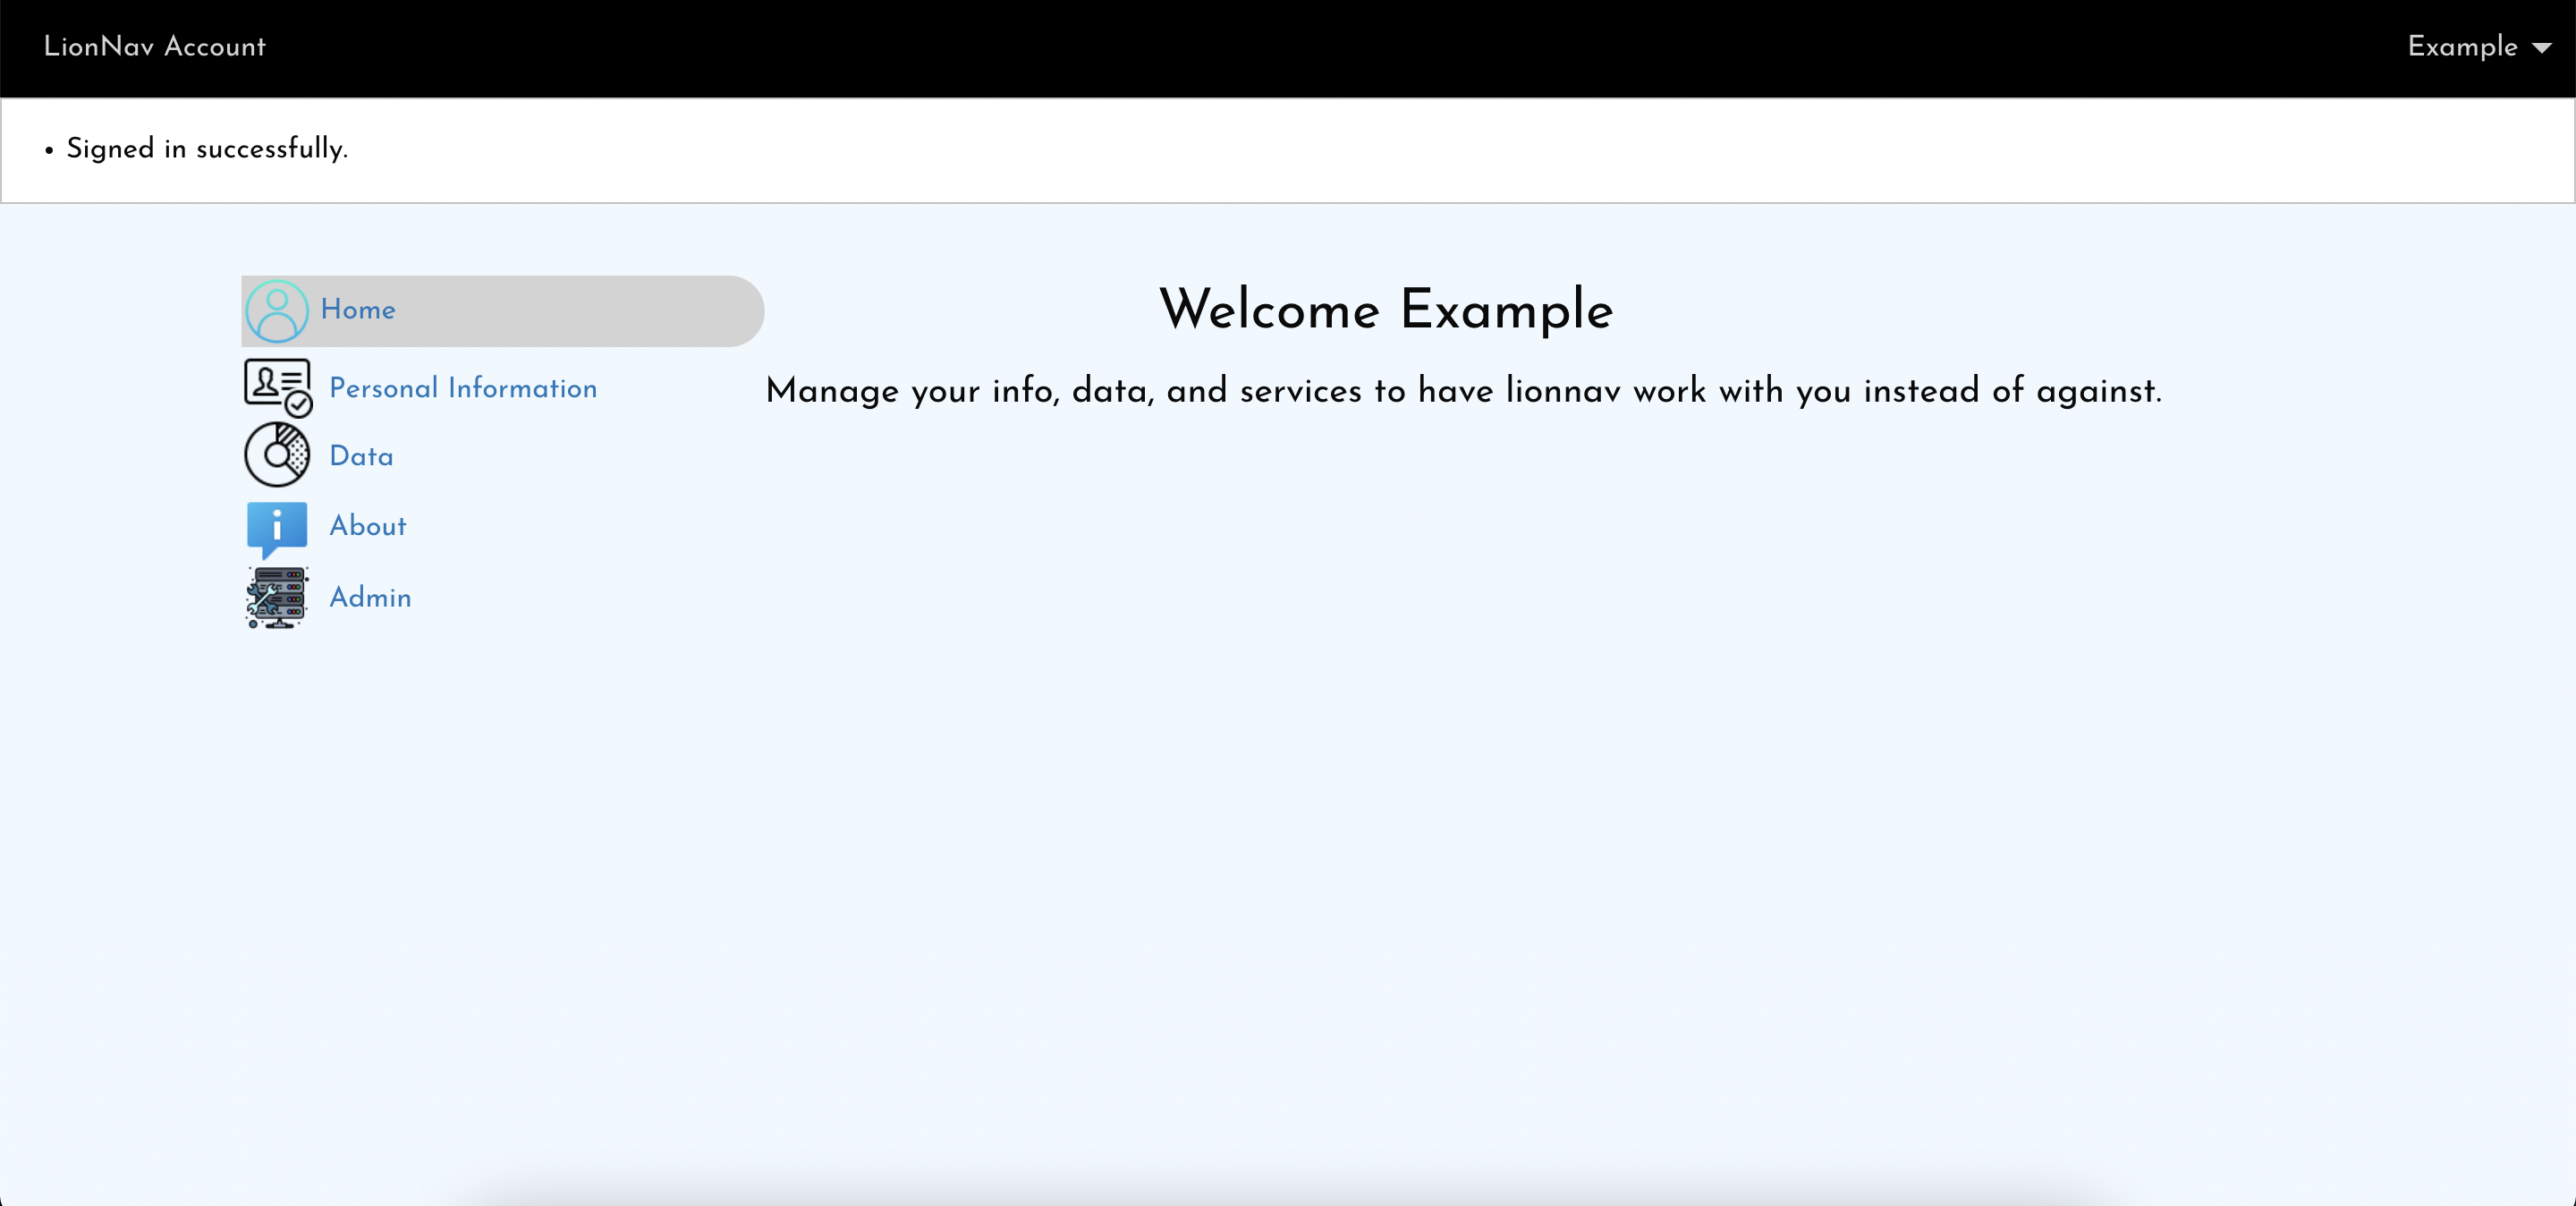 LionNav Account
Example
• Signed in successfully.
Home
Personal Information
Data
About
Admin
Welcome Example
Manage your info, data, and services to have lionnav work with you instead of against.